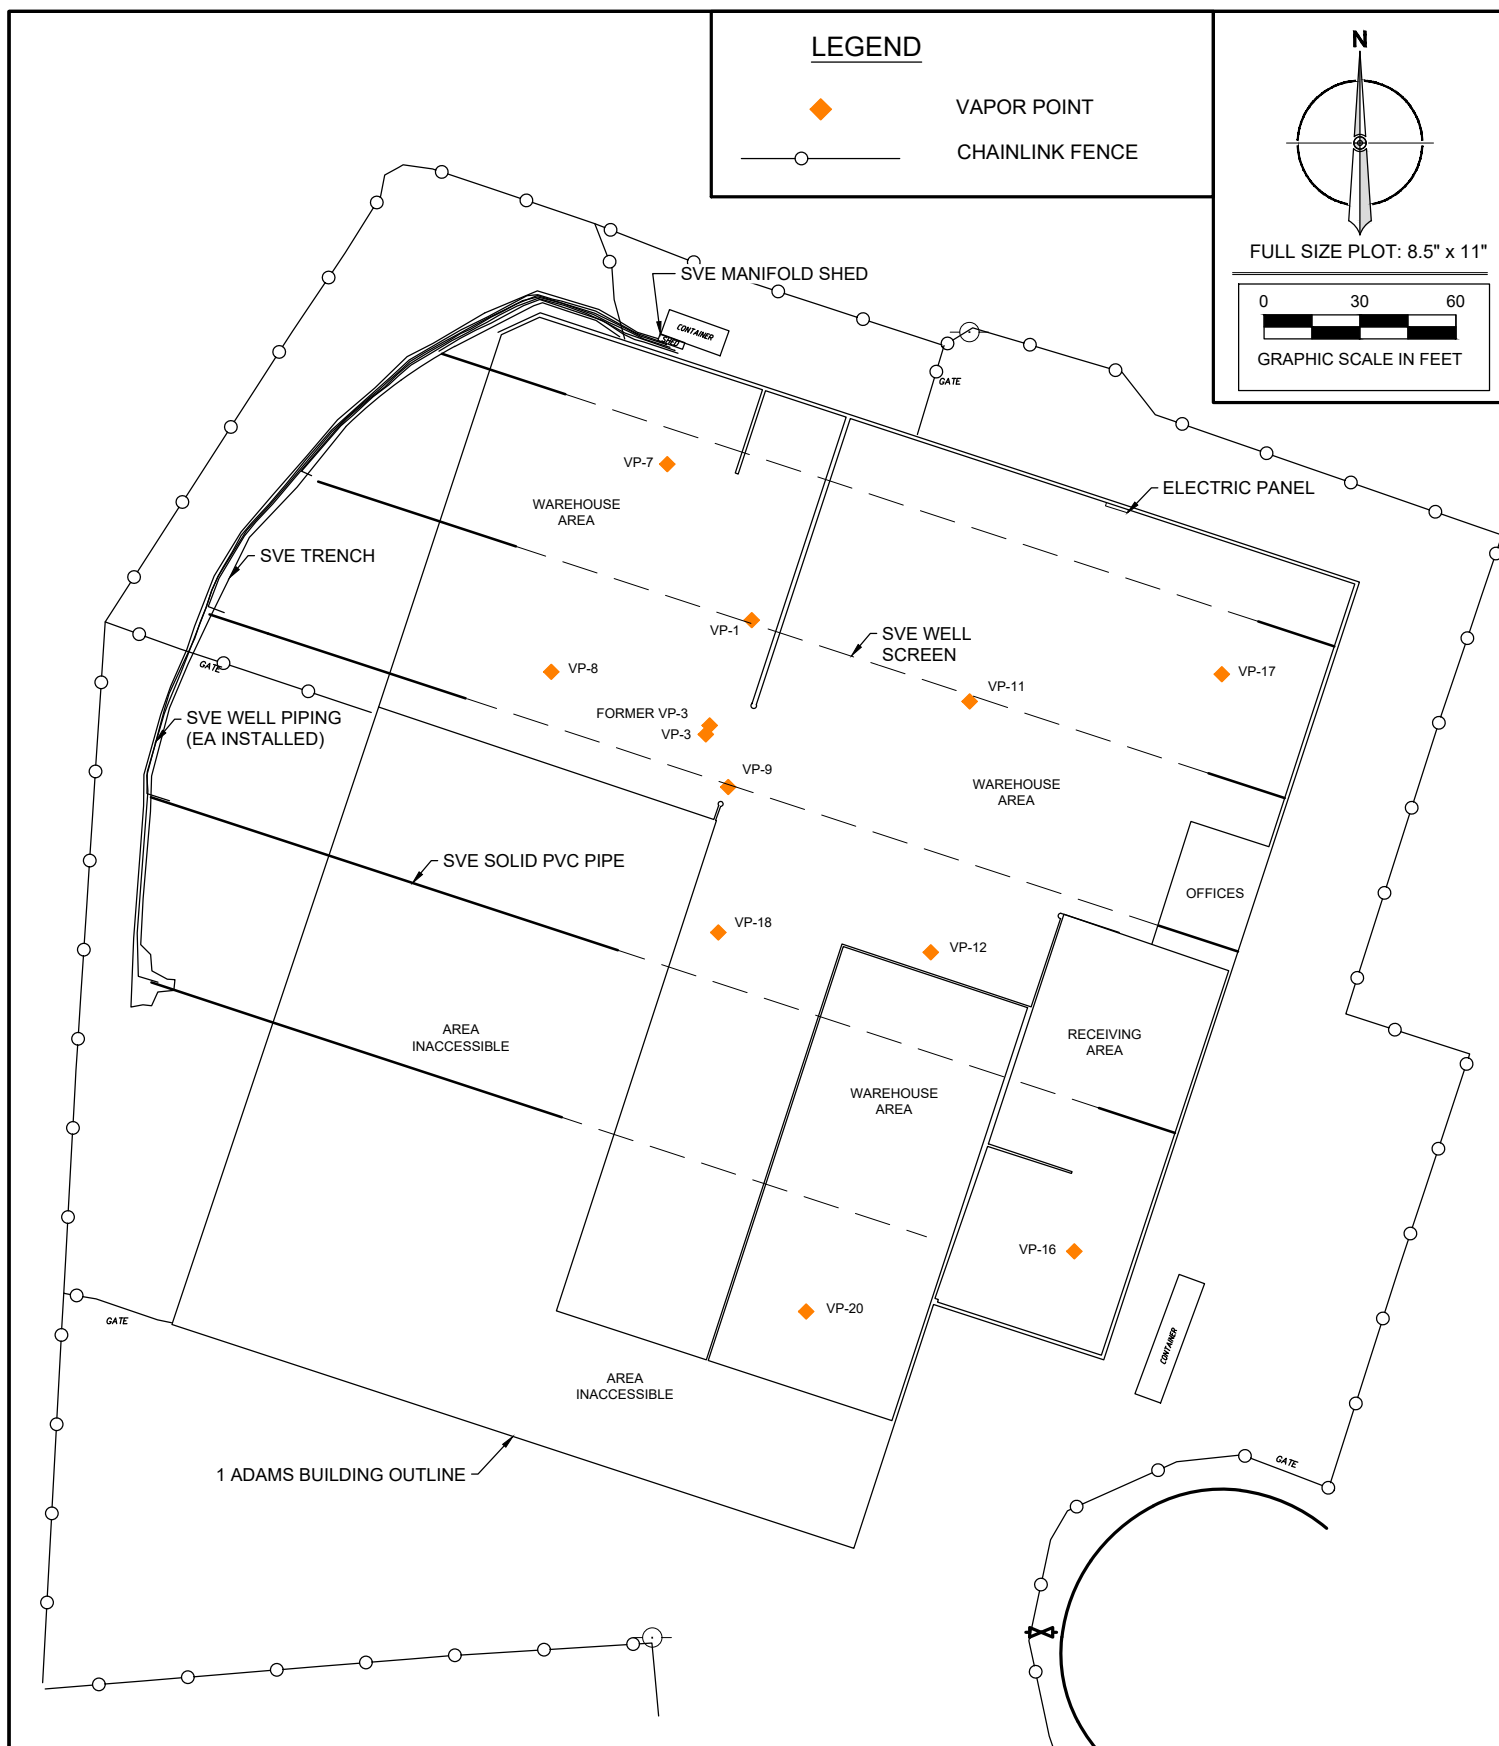 LEGEND
VAPOR POINT
CHAINLINK FENCE
N
FULL SIZE PLOT: 8.5" x 11"
0 30 60
GRAPHIC SCALE IN FEET
SVE MANIFOLD SHED
CONTAINER
SHED
GATE
VP-7
ELECTRIC PANEL
WAREHOUSE
AREA
SVE TRENCH
VP-1
SVE WELL
SCREEN
GATE
VP-8
VP-17
VP-11
FORMER VP-3
VP-3
SVE WELL PIPING
(EA INSTALLED)
VP-9
WAREHOUSE
AREA
SVE SOLID PVC PIPE
OFFICES
VP-18
VP-12
AREA
INACCESSIBLE
RECEIVING
AREA
WAREHOUSE
AREA
VP-16
VP-20
GATE
CONTAINER
AREA
INACCESSIBLE
1 ADAMS BUILDING OUTLINE
GATE